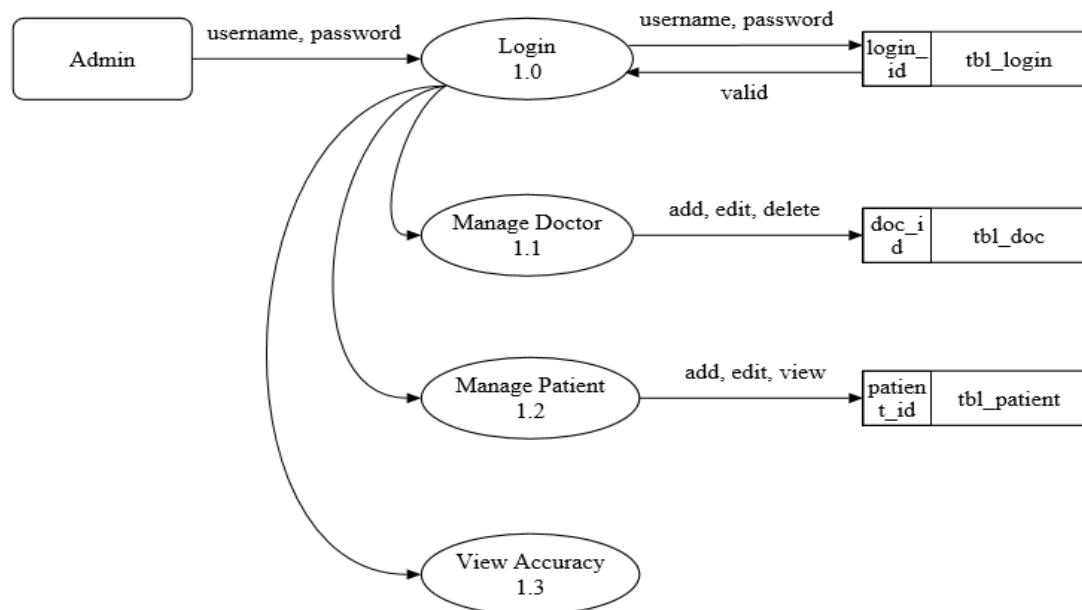 username, password
Admin
Login
1.0
username, password
valid
login_
id
tbl_login
Manage Doctor
1.1
add, edit, delete
doc_i
d
tbl_doc
Manage Patient
1.2
add, edit, view
patien
t_id
tbl_patient
View Accuracy
1.3